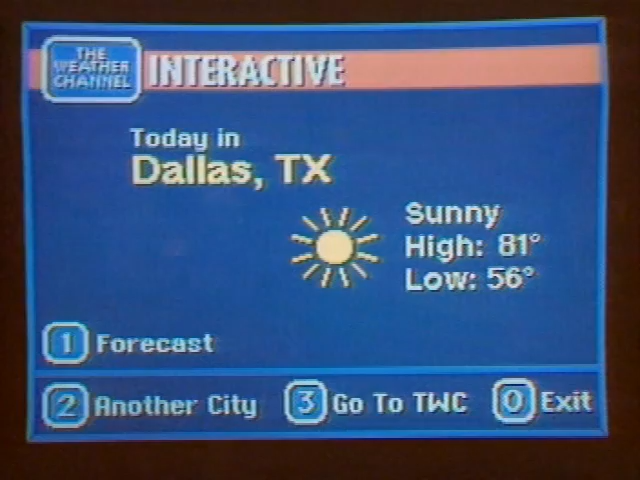 THE
WEATHER
CHANNEL
INTERACTIVE
Today in
Dallas, TX
Sunny
High: 81°
Low: 56°
1 Forecast
2 Another City 3 Go To TWC 0 Exit